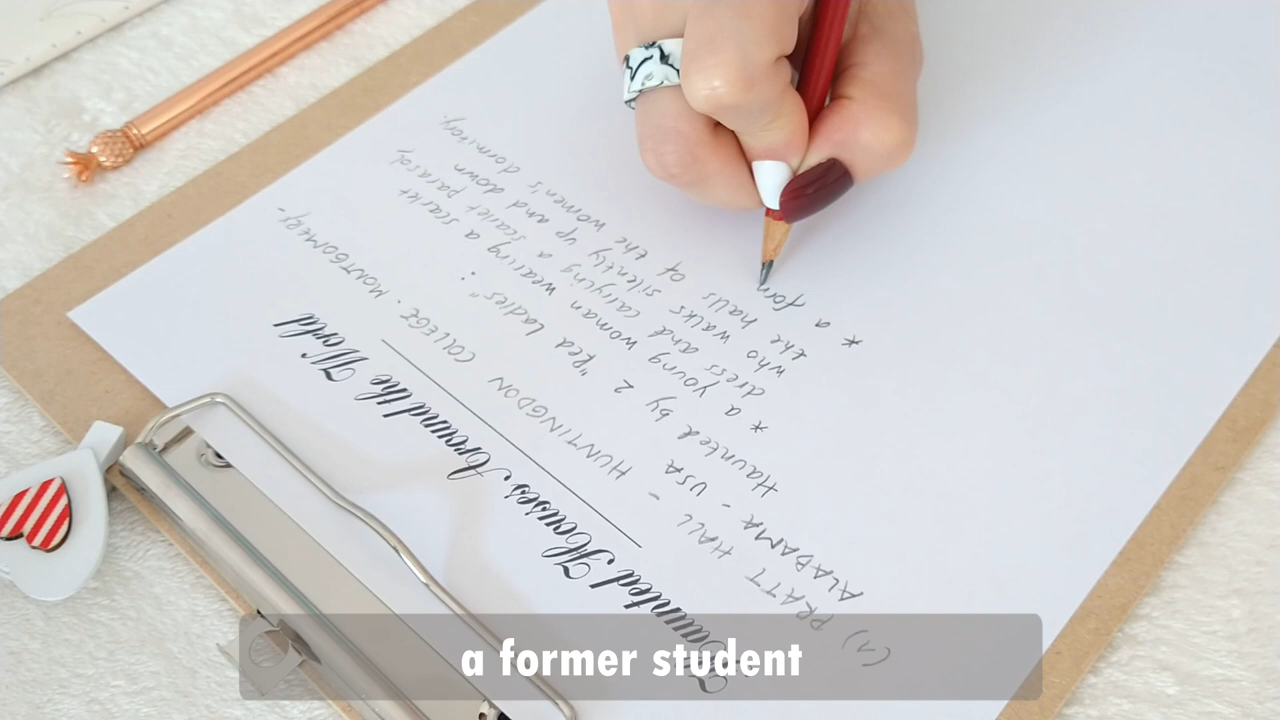 Haunted Houses Around the World
(1) PRATT HALL - HUNTINGDON COLLEGE, MONTGOMERY-
ALABAMA - USA
Haunted by 2 "Red Ladies":
* a young woman wearing a scarlet
dress and carrying a scarlet parasol,
who walks silently up and down
the halls of the women's dormitory.
* a form
a former student